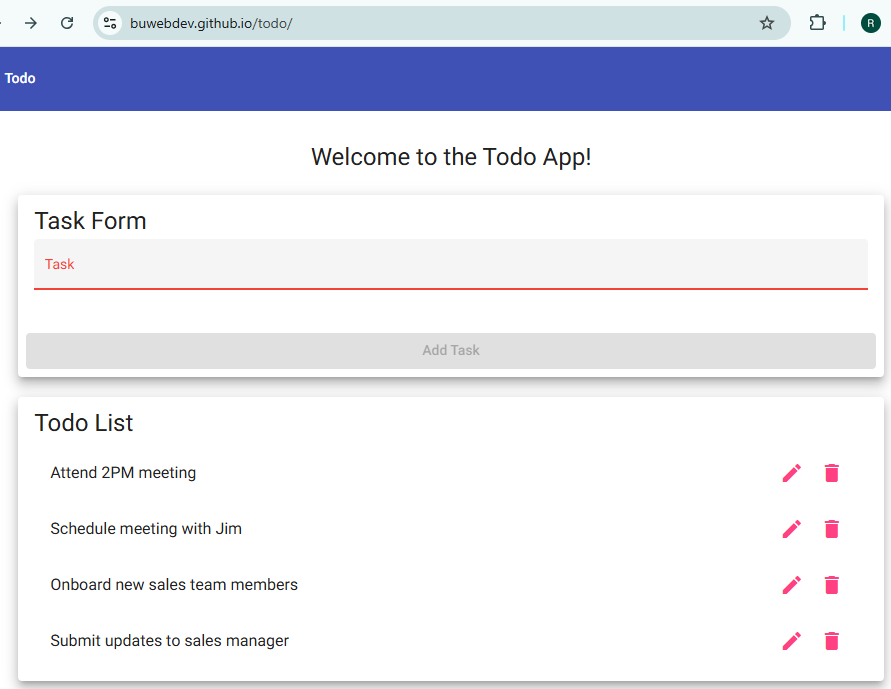 buwebdev.github.io/todo/
R
Todo
Welcome to the Todo App!
Task Form
Task
Add Task
Todo List
Attend 2PM meeting
Schedule meeting with Jim
Onboard new sales team members
Submit updates to sales manager